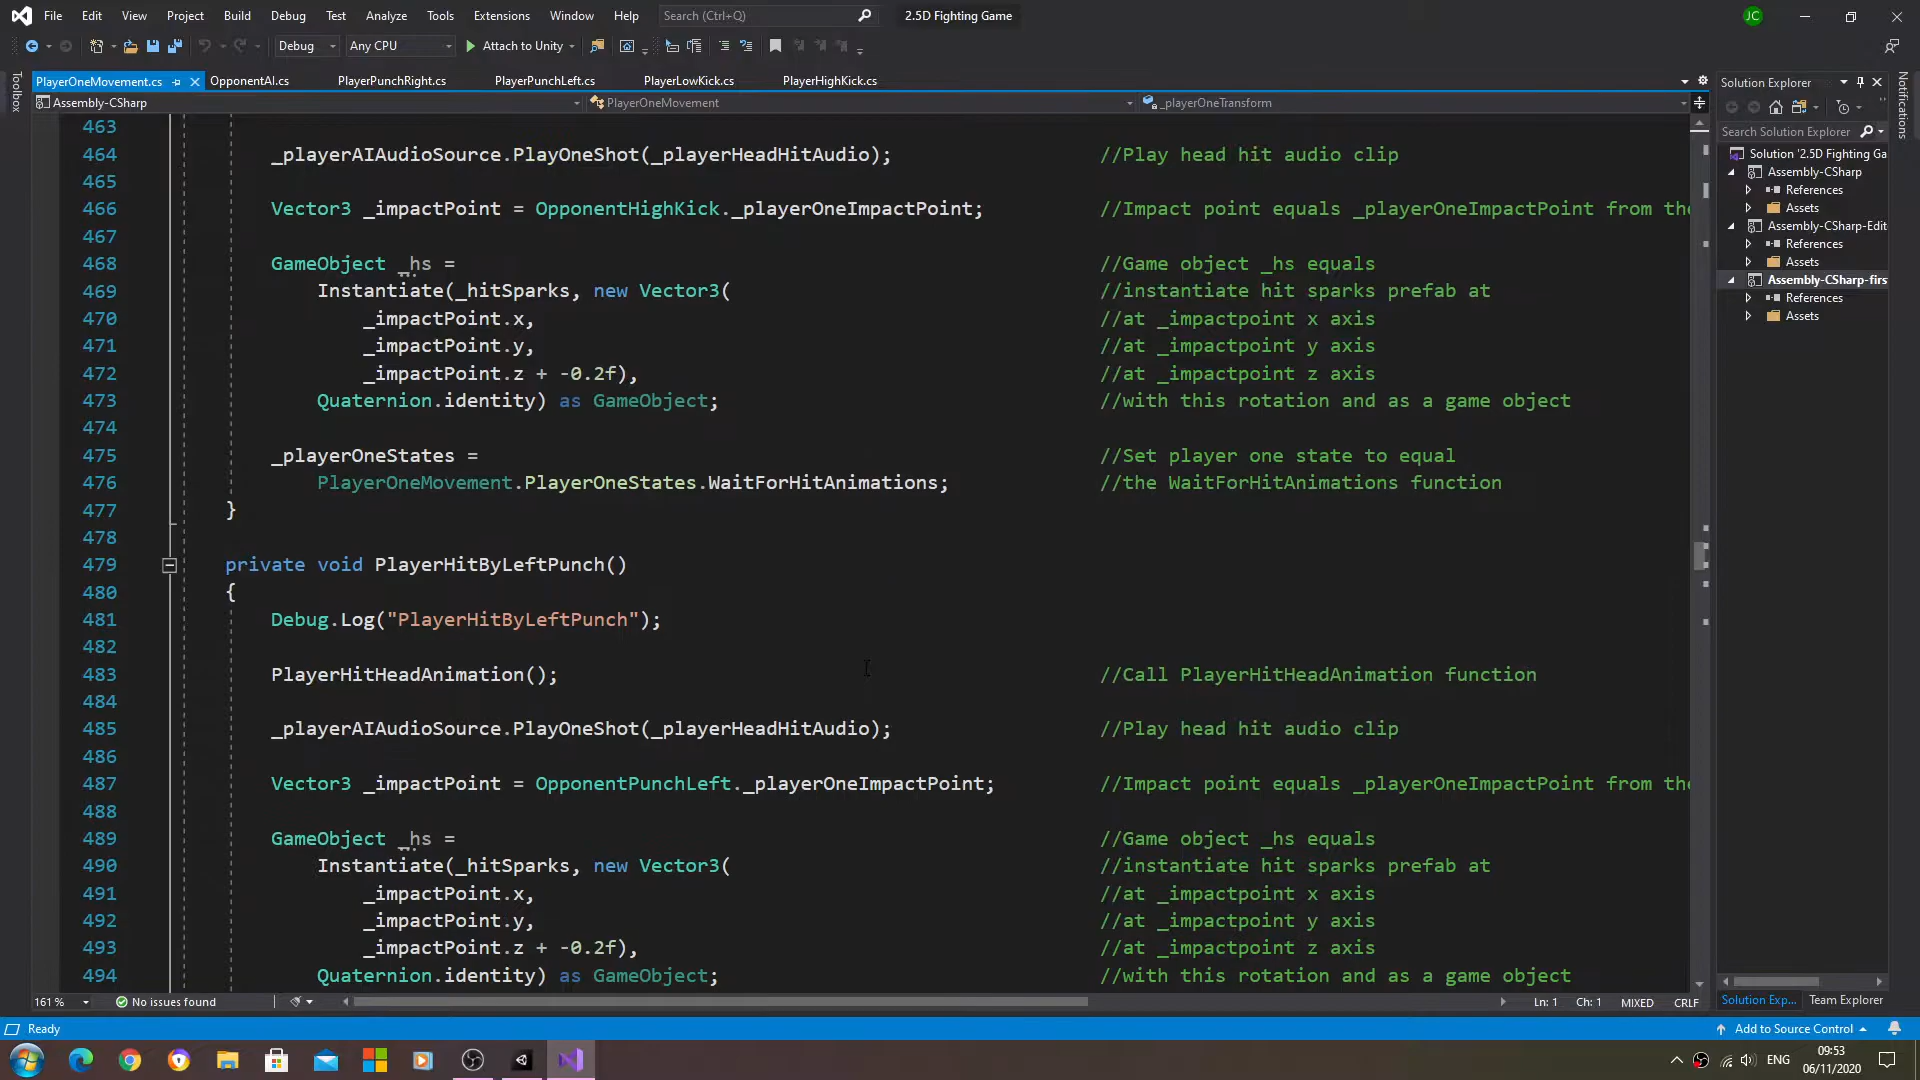 File Edit View Project Build Debug Test Analyze Tools Extensions Window Help Search (Ctrl+Q) 2.5D Fighting Game JC
Debug Any CPU Attach to Unity
Toolbox
PlayerOneMovement.cs OpponentAI.cs PlayerPunchRight.cs PlayerPunchLeft.cs PlayerLowKick.cs PlayerHighKick.cs
Assembly-CSharp PlayerOneMovement _playerOneTransform
463
464 _playerAIAudioSource.PlayOneShot(_playerHeadHitAudio); //Play head hit audio clip
465
466 Vector3 _impactPoint = OpponentHighKick._playerOneImpactPoint; //Impact point equals _playerOneImpactPoint from the
467
468 GameObject _hs = //Game object _hs equals
469 Instantiate(_hitSparks, new Vector3( //instantiate hit sparks prefab at
470 _impactPoint.x, //at _impactpoint x axis
471 _impactPoint.y, //at _impactpoint y axis
472 _impactPoint.z + -0.2f), //at _impactpoint z axis
473 Quaternion.identity) as GameObject; //with this rotation and as a game object
474
475 _playerOneStates = //Set player one state to equal
476 PlayerOneMovement.PlayerOneStates.WaitForHitAnimations; //the WaitForHitAnimations function
477 }
478
479 private void PlayerHitByLeftPunch()
480 {
481 Debug.Log("PlayerHitByLeftPunch");
482
483 PlayerHitHeadAnimation(); //Call PlayerHitHeadAnimation function
484
485 _playerAIAudioSource.PlayOneShot(_playerHeadHitAudio); //Play head hit audio clip
486
487 Vector3 _impactPoint = OpponentPunchLeft._playerOneImpactPoint; //Impact point equals _playerOneImpactPoint from the
488
489 GameObject _hs = //Game object _hs equals
490 Instantiate(_hitSparks, new Vector3( //instantiate hit sparks prefab at
491 _impactPoint.x, //at _impactpoint x axis
492 _impactPoint.y, //at _impactpoint y axis
493 _impactPoint.z + -0.2f), //at _impactpoint z axis
494 Quaternion.identity) as GameObject; //with this rotation and as a game object
161 % No issues found Ln: 1 Ch: 1 MIXED CRLF
Solution Explorer
Search Solution Explorer
Solution '2.5D Fighting Ga
Assembly-CSharp
References
Assets
Assembly-CSharp-Edit
References
Assets
Assembly-CSharp-firs
References
Assets
Solution Exp... Team Explorer
Notifications
Ready Add to Source Control
ENG 09:53
06/11/2020